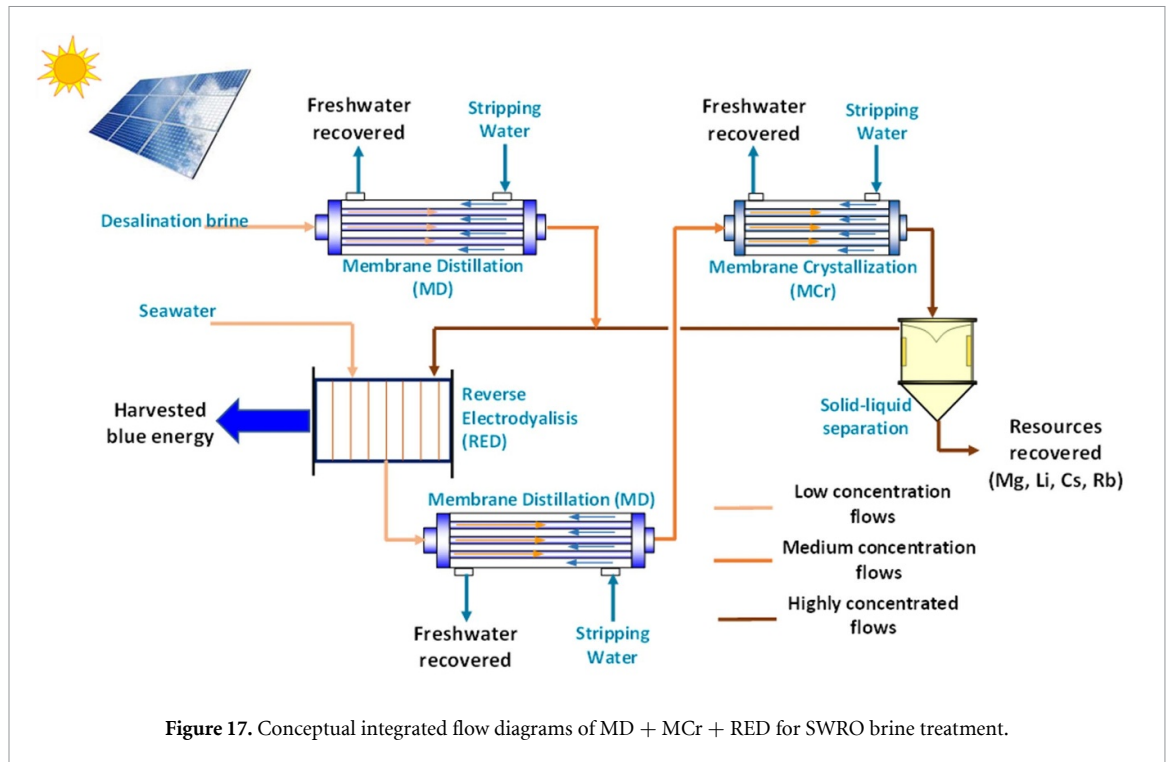 Freshwater
recovered
Stripping
Water
Freshwater
recovered
Stripping
Water
Desalination brine
Membrane Distillation
(MD)
Membrane Crystallization
(MCr)
Seawater
Harvested
blue energy
Reverse
Electrodyalisis
(RED)
Solid-liquid
separation
Resources
recovered
(Mg, Li, Cs, Rb)
Membrane Distillation (MD)
Freshwater
recovered
Stripping
Water
Low concentration
flows
Medium concentration
flows
Highly concentrated
flows
Figure 17. Conceptual integrated flow diagrams of MD + MCr + RED for SWRO brine treatment.